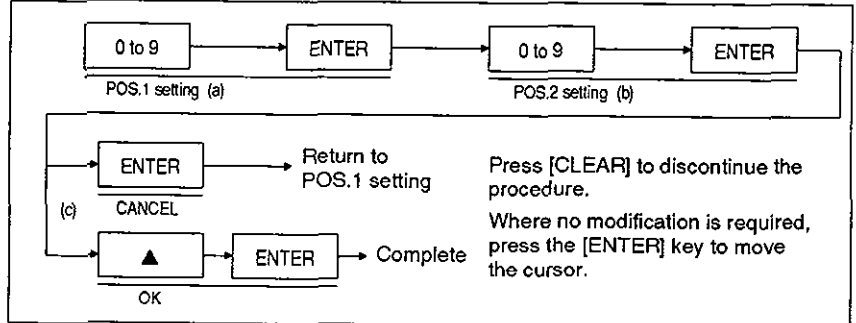 0 to 9 ENTER 0 to 9 ENTER
POS.1 setting (a) POS.2 setting (b)
ENTER Return to
POS.1 setting
(c) CANCEL
▲ ENTER Complete
OK
Press [CLEAR] to discontinue the
procedure.
Where no modification is required,
press the [ENTER] key to move
the cursor.